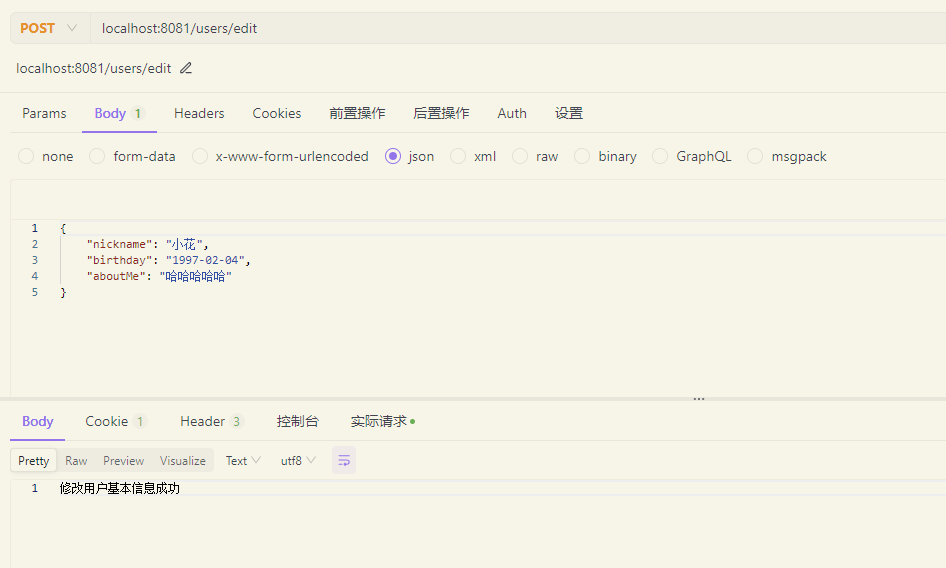 POST localhost:8081/users/edit
localhost:8081/users/edit
Params Body 1 Headers Cookies 前置操作 后置操作 Auth 设置
none form-data x-www-form-urlencoded json xml raw binary GraphQL msgpack
1 {
2 "nickname": "小花",
3 "birthday": "1997-02-04",
4 "aboutMe": "哈哈哈哈哈"
5 }
Body Cookie 1 Header 3 控制台 实际请求
Pretty Raw Preview Visualize Text utf8
1 修改用户基本信息成功